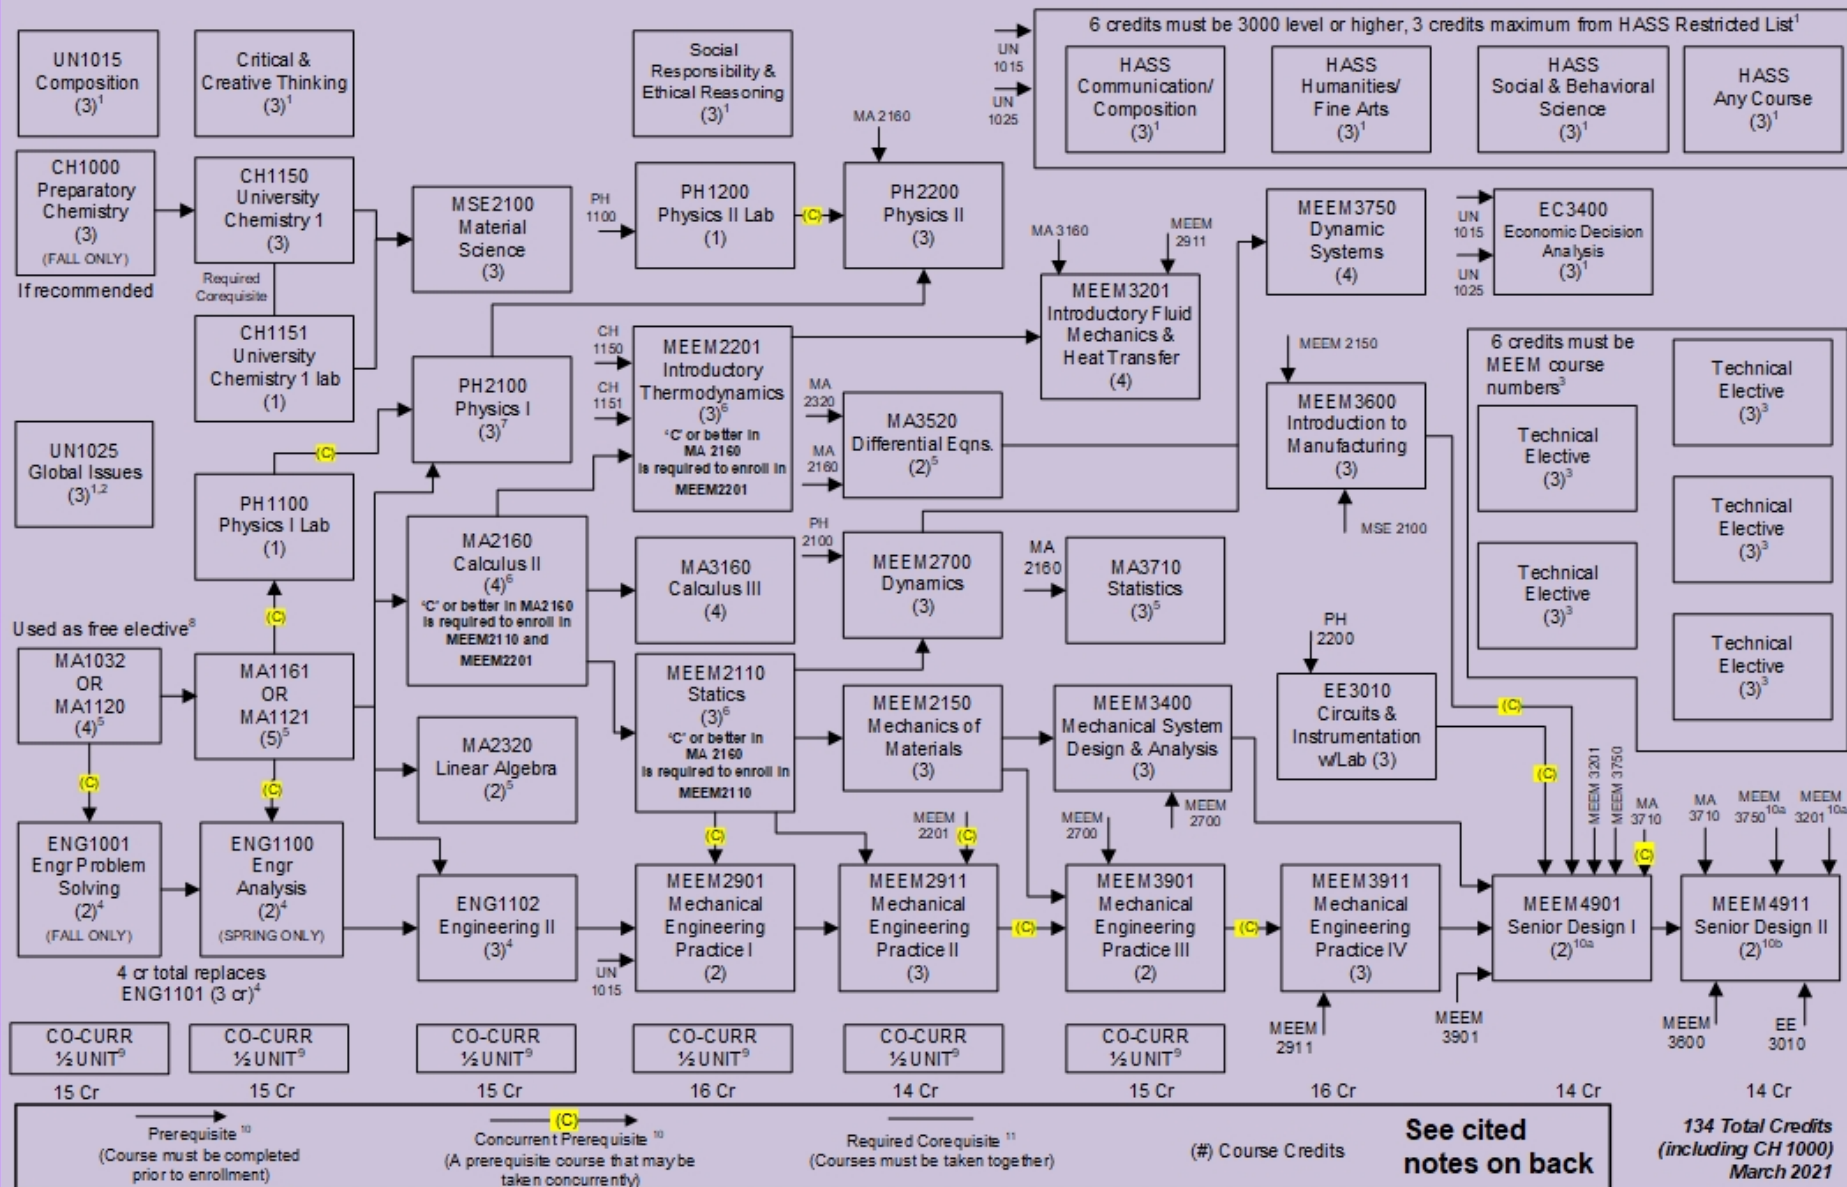 6 credits must be 3000 level or higher, 3 credits maximum from HASS Restricted List1
UN1015
Composition
(3)1
Critical &
Creative Thinking
(3)1
Social
Responsibility &
Ethical Reasoning
(3)1
UN
1015
UN
1025
HASS
Communication/
Composition
(3)1
HASS
Humanities/
Fine Arts
(3)1
HASS
Social & Behavioral
Science
(3)1
HASS
Any Course
(3)1
CH1000
Preparatory
Chemistry
(3)
(FALL ONLY)
If recommended
CH1150
University
Chemistry 1
(3)
Required
Corequisite
CH1151
University
Chemistry 1 lab
(1)
MSE2100
Material
Science
(3)
PH
1100
PH1200
Physics II Lab
(1)
(C)
MA 2160
PH2200
Physics II
(3)
MA 3160
MEEM
2911
MEEM3201
Introductory Fluid
Mechanics &
Heat Transfer
(4)
MEEM3750
Dynamic
Systems
(4)
UN
1015
UN
1025
EC3400
Economic Decision
Analysis
(3)1
UN1025
Global Issues
(3)1,2
PH1100
Physics I Lab
(1)
(C)
(C)
PH2100
Physics I
(3)7
CH
1150
CH
1151
MEEM2201
Introductory
Thermodynamics
(3)6
'C' or better in
MA 2160
is required to enroll in
MEEM2201
MA
2320
MA
2160
MA3520
Differential Eqns.
(2)5
MEEM 2150
MEEM3600
Introduction to
Manufacturing
(3)
MSE 2100
6 credits must be
MEEM course
numbers3
Technical
Elective
(3)3
Technical
Elective
(3)3
Technical
Elective
(3)3
Technical
Elective
(3)3
Technical
Elective
(3)3
MA2160
Calculus II
(4)6
'C' or better in MA2160
is required to enroll in
MEEM2110 and
MEEM2201
MA3160
Calculus III
(4)
PH
2100
MEEM2700
Dynamics
(3)
MA
2160
MA3710
Statistics
(3)5
Used as free elective8
MA1032
OR
MA1120
(4)5
MA1161
OR
MA1121
(5)5
(C)
(C)
MA2320
Linear Algebra
(2)5
MEEM2110
Statics
(3)6
'C' or better in
MA 2160
is required to enroll in
MEEM2110
MEEM2150
Mechanics of
Materials
(3)
MEEM3400
Mechanical System
Design & Analysis
(3)
MEEM
2700
PH
2200
EE3010
Circuits &
Instrumentation
w/Lab (3)
(C)
(C)
MEEM 3201
MEEM 3750
MA
3710
(C)
MA
3710
MEEM
3750 10a
MEEM
3201 10a
ENG1001
Engr Problem
Solving
(2)4
(FALL ONLY)
ENG1100
Engr
Analysis
(2)4
(SPRING ONLY)
4 cr total replaces
ENG1101 (3 cr)4
ENG1102
Engineering II
(3)4
UN
1015
(C)
MEEM2901
Mechanical
Engineering
Practice I
(2)
MEEM
2201
(C)
MEEM2911
Mechanical
Engineering
Practice II
(3)
(C)
MEEM
2700
MEEM3901
Mechanical
Engineering
Practice III
(2)
(C)
MEEM3911
Mechanical
Engineering
Practice IV
(3)
MEEM
2911
MEEM4901
Senior Design I
(2)10a
MEEM
3901
MEEM4911
Senior Design II
(2)10b
MEEM
3600
EE
3010
CO-CURR
½ UNIT9
CO-CURR
½ UNIT9
CO-CURR
½ UNIT9
CO-CURR
½ UNIT9
CO-CURR
½ UNIT9
CO-CURR
½ UNIT9
15 Cr
15 Cr
15 Cr
16 Cr
14 Cr
15 Cr
16 Cr
14 Cr
14 Cr
Prerequisite 10
(Course must be completed
prior to enrollment)
(C)
Concurrent Prerequisite 10
(A prerequisite course that may be
taken concurrently)
Required Corequisite 11
(Courses must be taken together)
(#) Course Credits
See cited
notes on back
134 Total Credits
(including CH 1000)
March 2021